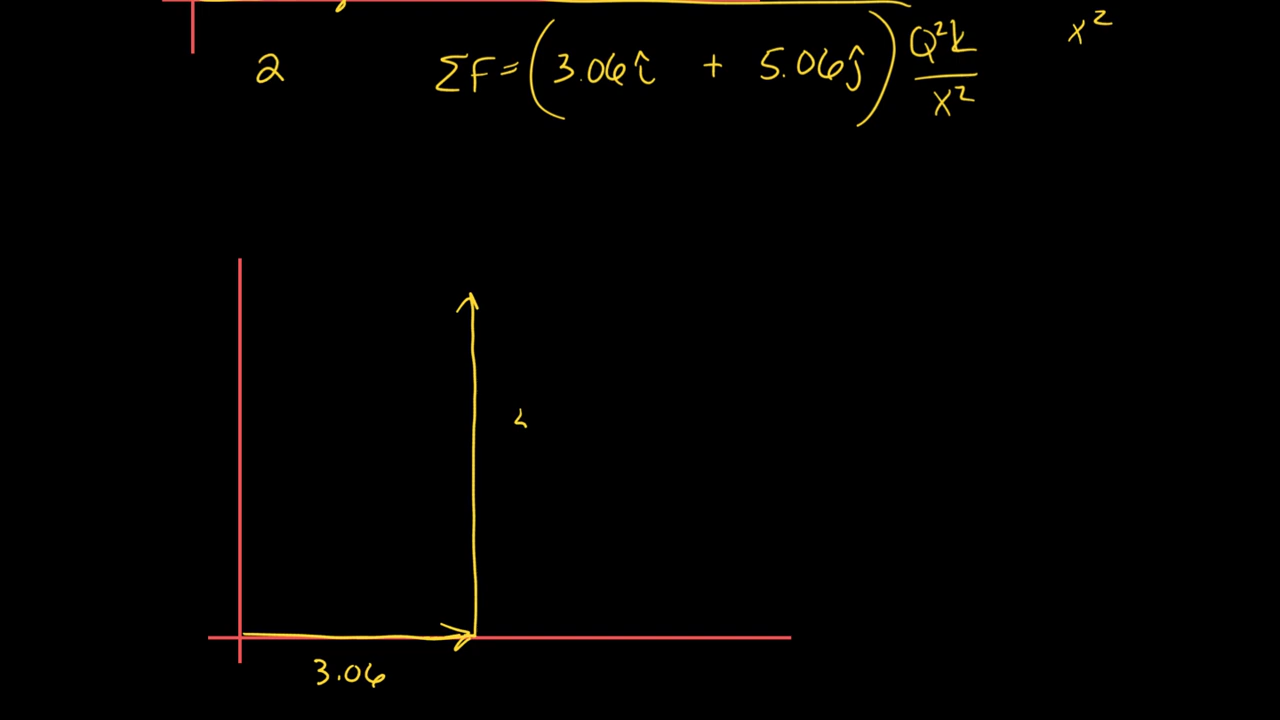 x²
2 ΣF = (3.06î + 5.06ĵ) Q²k/x²
3.06